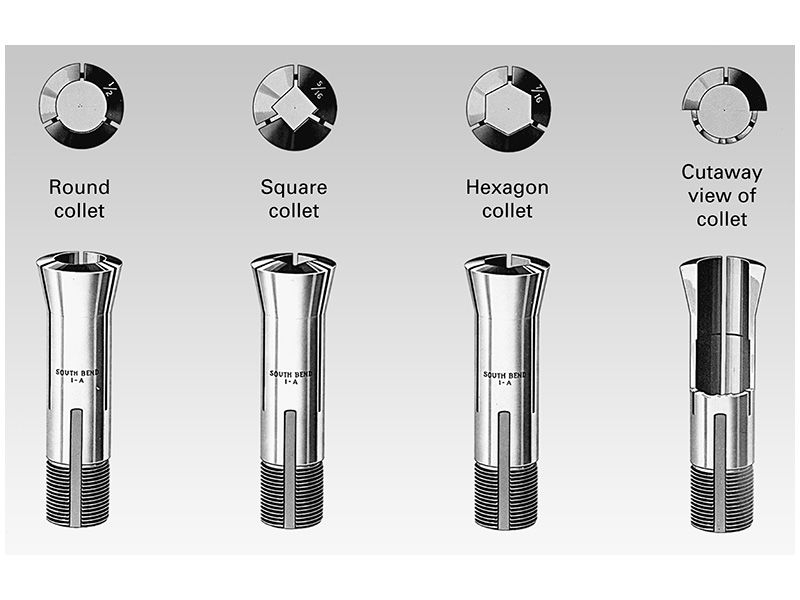 1/2
5/16
7/16
Round
collet
Square
collet
Hexagon
collet
Cutaway
view of
collet
SOUTH BEND
1-A
SOUTH BEND
1-A
SOUTH BEND
1-A